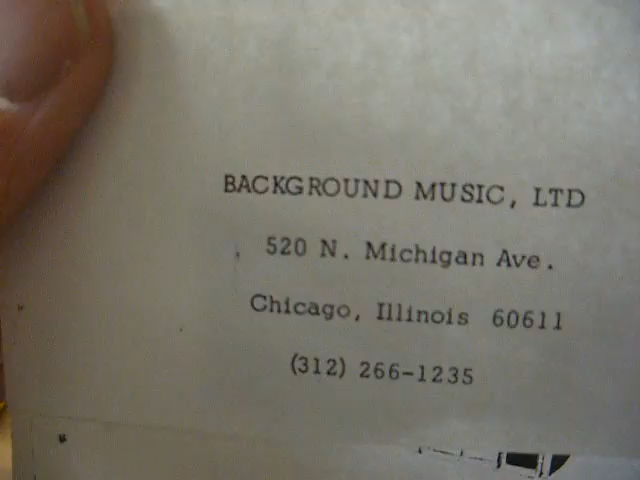 BACKGROUND MUSIC, LTD
520 N. Michigan Ave.
Chicago, Illinois 60611
(312) 266-1235